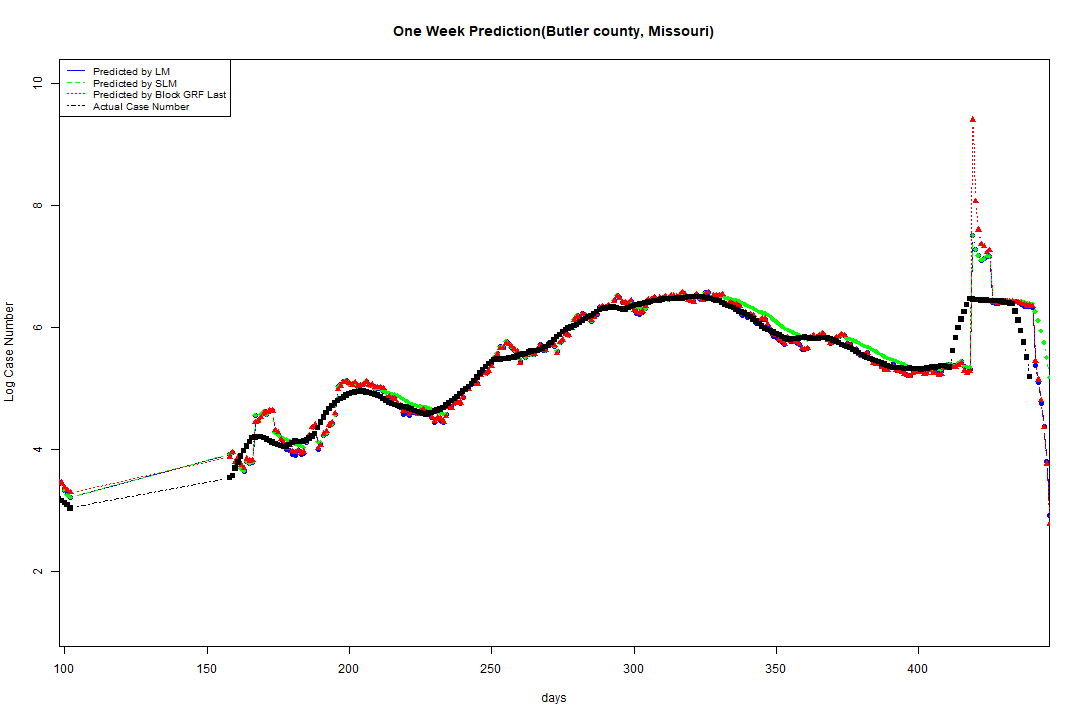 One Week Prediction(Butler county, Missouri)
Predicted by LM
Predicted by SLM
Predicted by Block GRF Last
Actual Case Number
10
8
6
4
2
Log Case Number
100 150 200 250 300 350 400
days